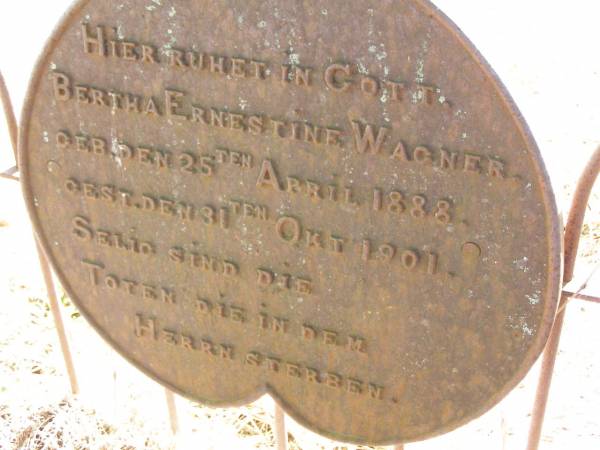 HIER RUHET IN GOTT.
BERTHA ERNESTINE WAGNER.
GEB. DEN 25TEN APRIL 1888.
GEST. DEN 31TEN OKT 1901.
SELIG SIND DIE
TOTEN DIE IN DEM
HERRN STERBEN.